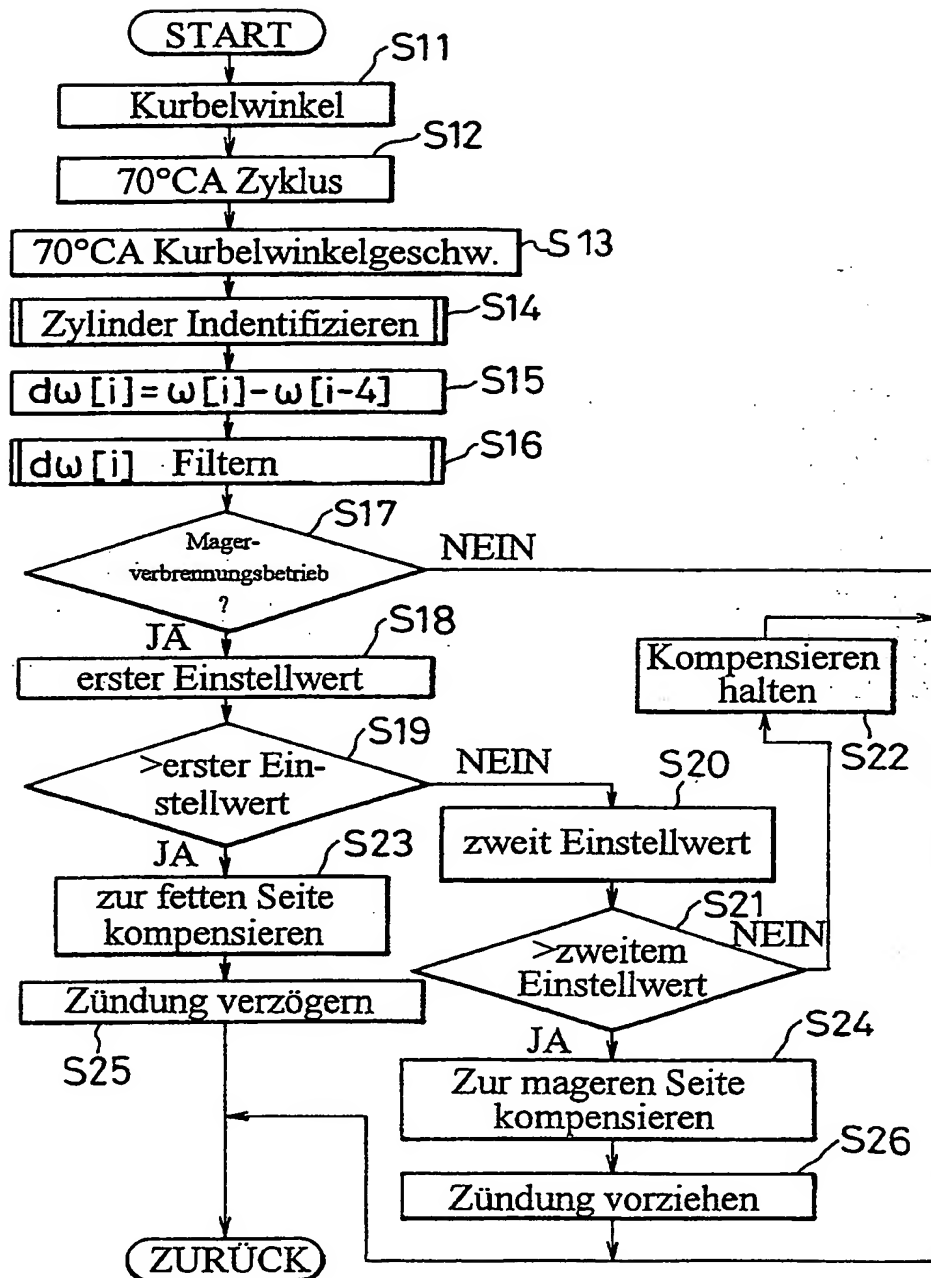 START
S11
Kurbelwinkel
S12
70°CA Zyklus
70°CA Kurbelwinkelgeschw.
S13
Zylinder Indentifizieren
S14
dω[i]=ω[i]-ω[i-4]
S15
dω[i] Filtern
S16
S17
Mager-
verbrennungsbetrieb
?
NEIN
JA
S18
erster Einstellwert
Kompensieren
halten
S22
S19
>erster Ein-
stellwert
NEIN
S20
zweit Einstellwert
JA
S23
zur fetten Seite
kompensieren
S21
>zweitem
Einstellwert
NEIN
Zündung verzögern
S25
JA
S24
Zur mageren Seite
kompensieren
S26
Zündung vorziehen
ZURÜCK